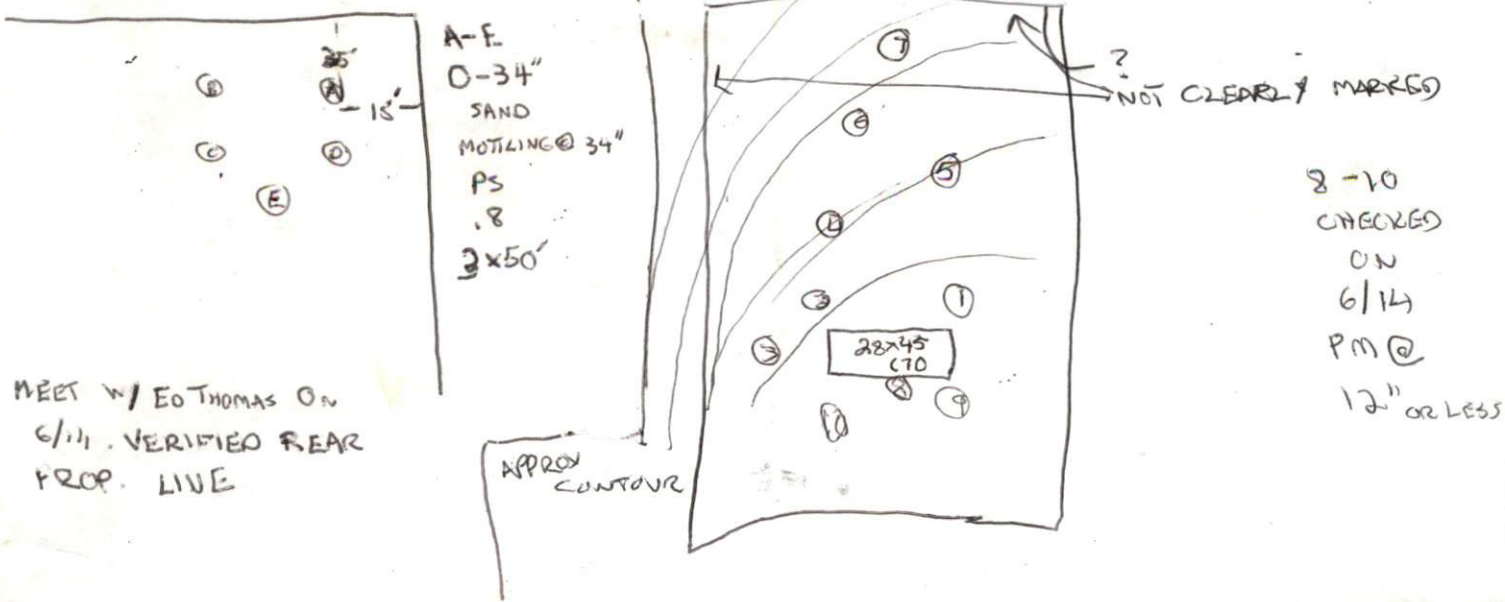 35'
B
A
15'
C
D
E
A-E
0-34"
SAND
MOTTLING @ 34"
PS
.8
3x50'
MEET W/ ED THOMAS ON
6/14. VERIFIED REAR
PROP. LINE
APPROX
CONTOUR
7
6
5
4
3
1
2
28x45
8
9
10
?
NOT CLEARLY MARKED
8-10
CHECKED
ON
6/14
PM @
12" OR LESS